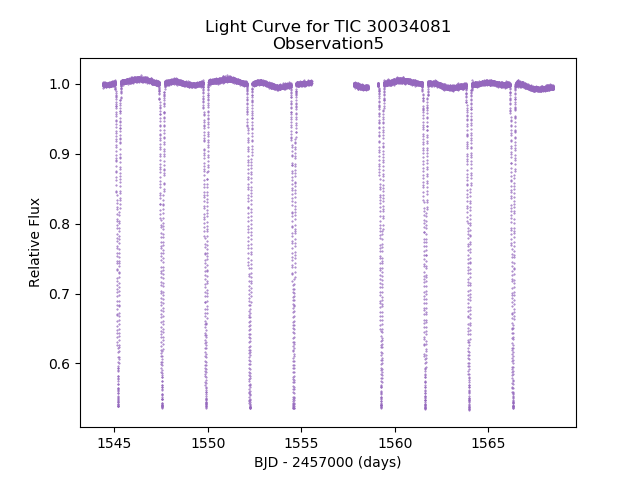 Light Curve for TIC 30034081
Observation5
1.0
0.9
0.8
0.7
0.6
Relative Flux
1545
1550
1555
1560
1565
BJD - 2457000 (days)